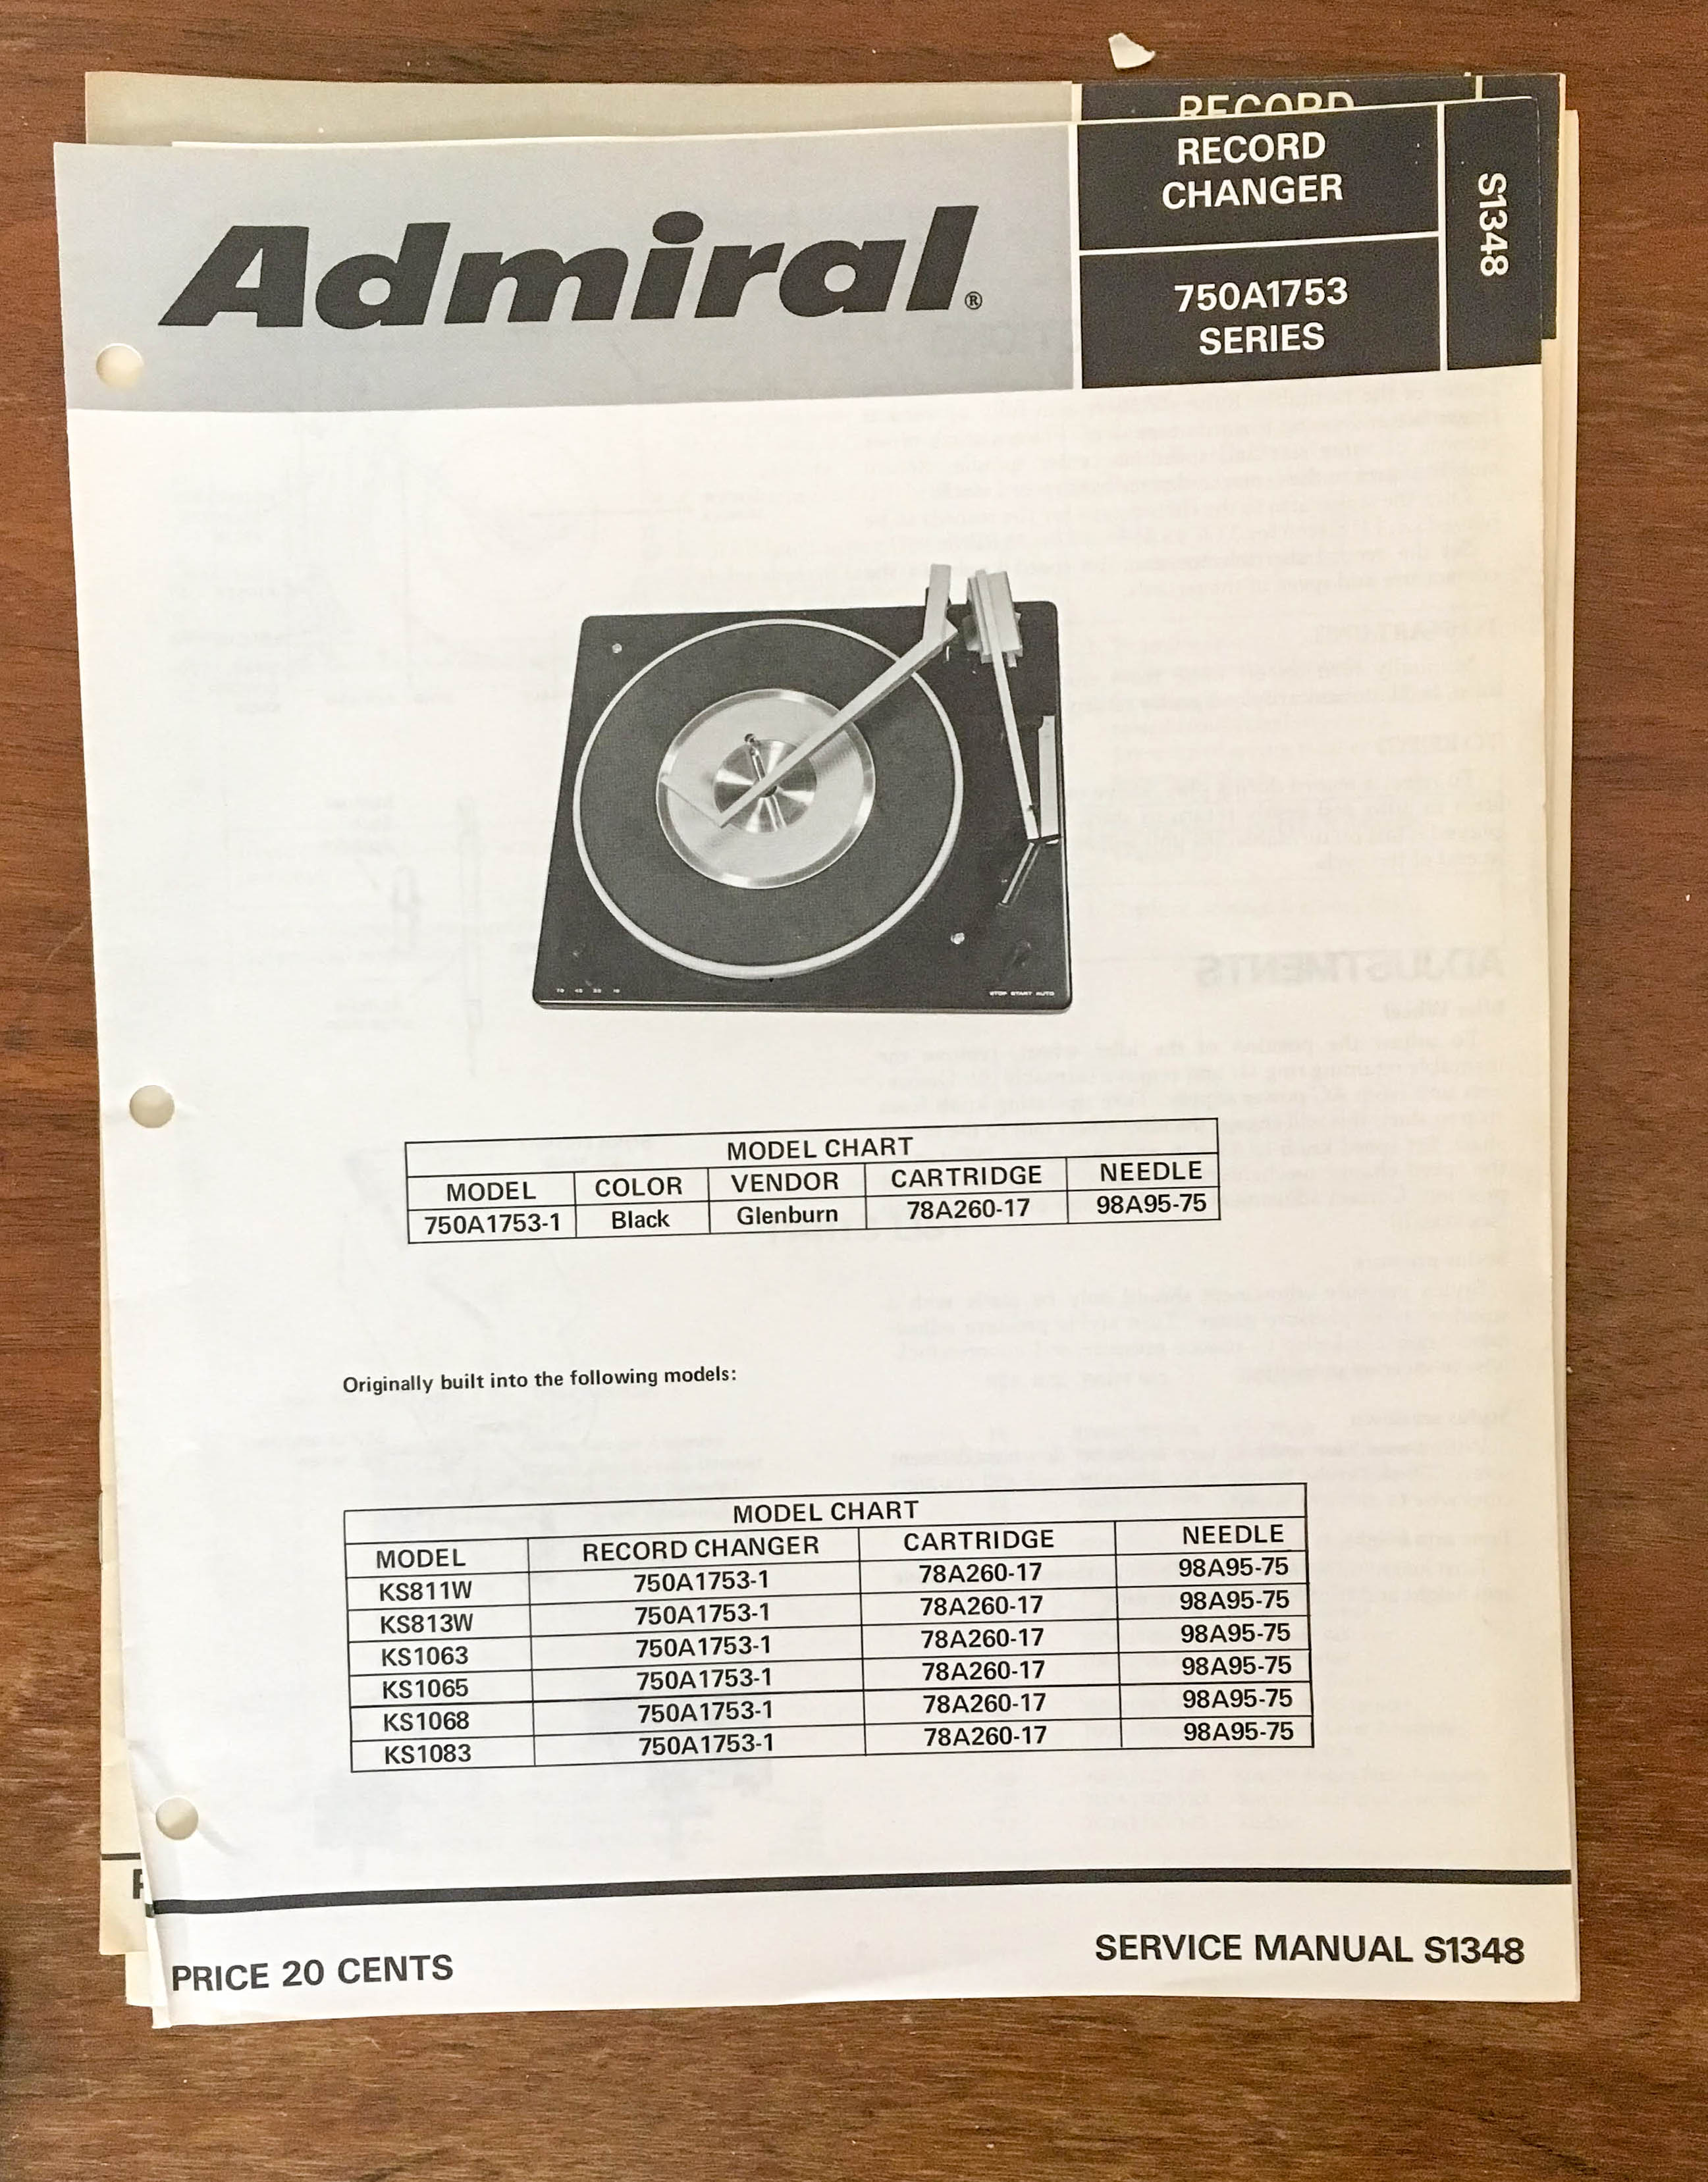 RECORD
Admiral®
RECORD
CHANGER
750A1753
SERIES
S1348
STOP START AUTO
MODEL CHART
MODEL COLOR VENDOR CARTRIDGE NEEDLE
750A1753-1 Black Glenburn 78A260-17 98A95-75
Originally built into the following models:
MODEL CHART
MODEL RECORD CHANGER CARTRIDGE NEEDLE
KS811W 750A1753-1 78A260-17 98A95-75
KS813W 750A1753-1 78A260-17 98A95-75
KS1063 750A1753-1 78A260-17 98A95-75
KS1065 750A1753-1 78A260-17 98A95-75
KS1068 750A1753-1 78A260-17 98A95-75
KS1083 750A1753-1 78A260-17 98A95-75
PRICE 20 CENTS
SERVICE MANUAL S1348